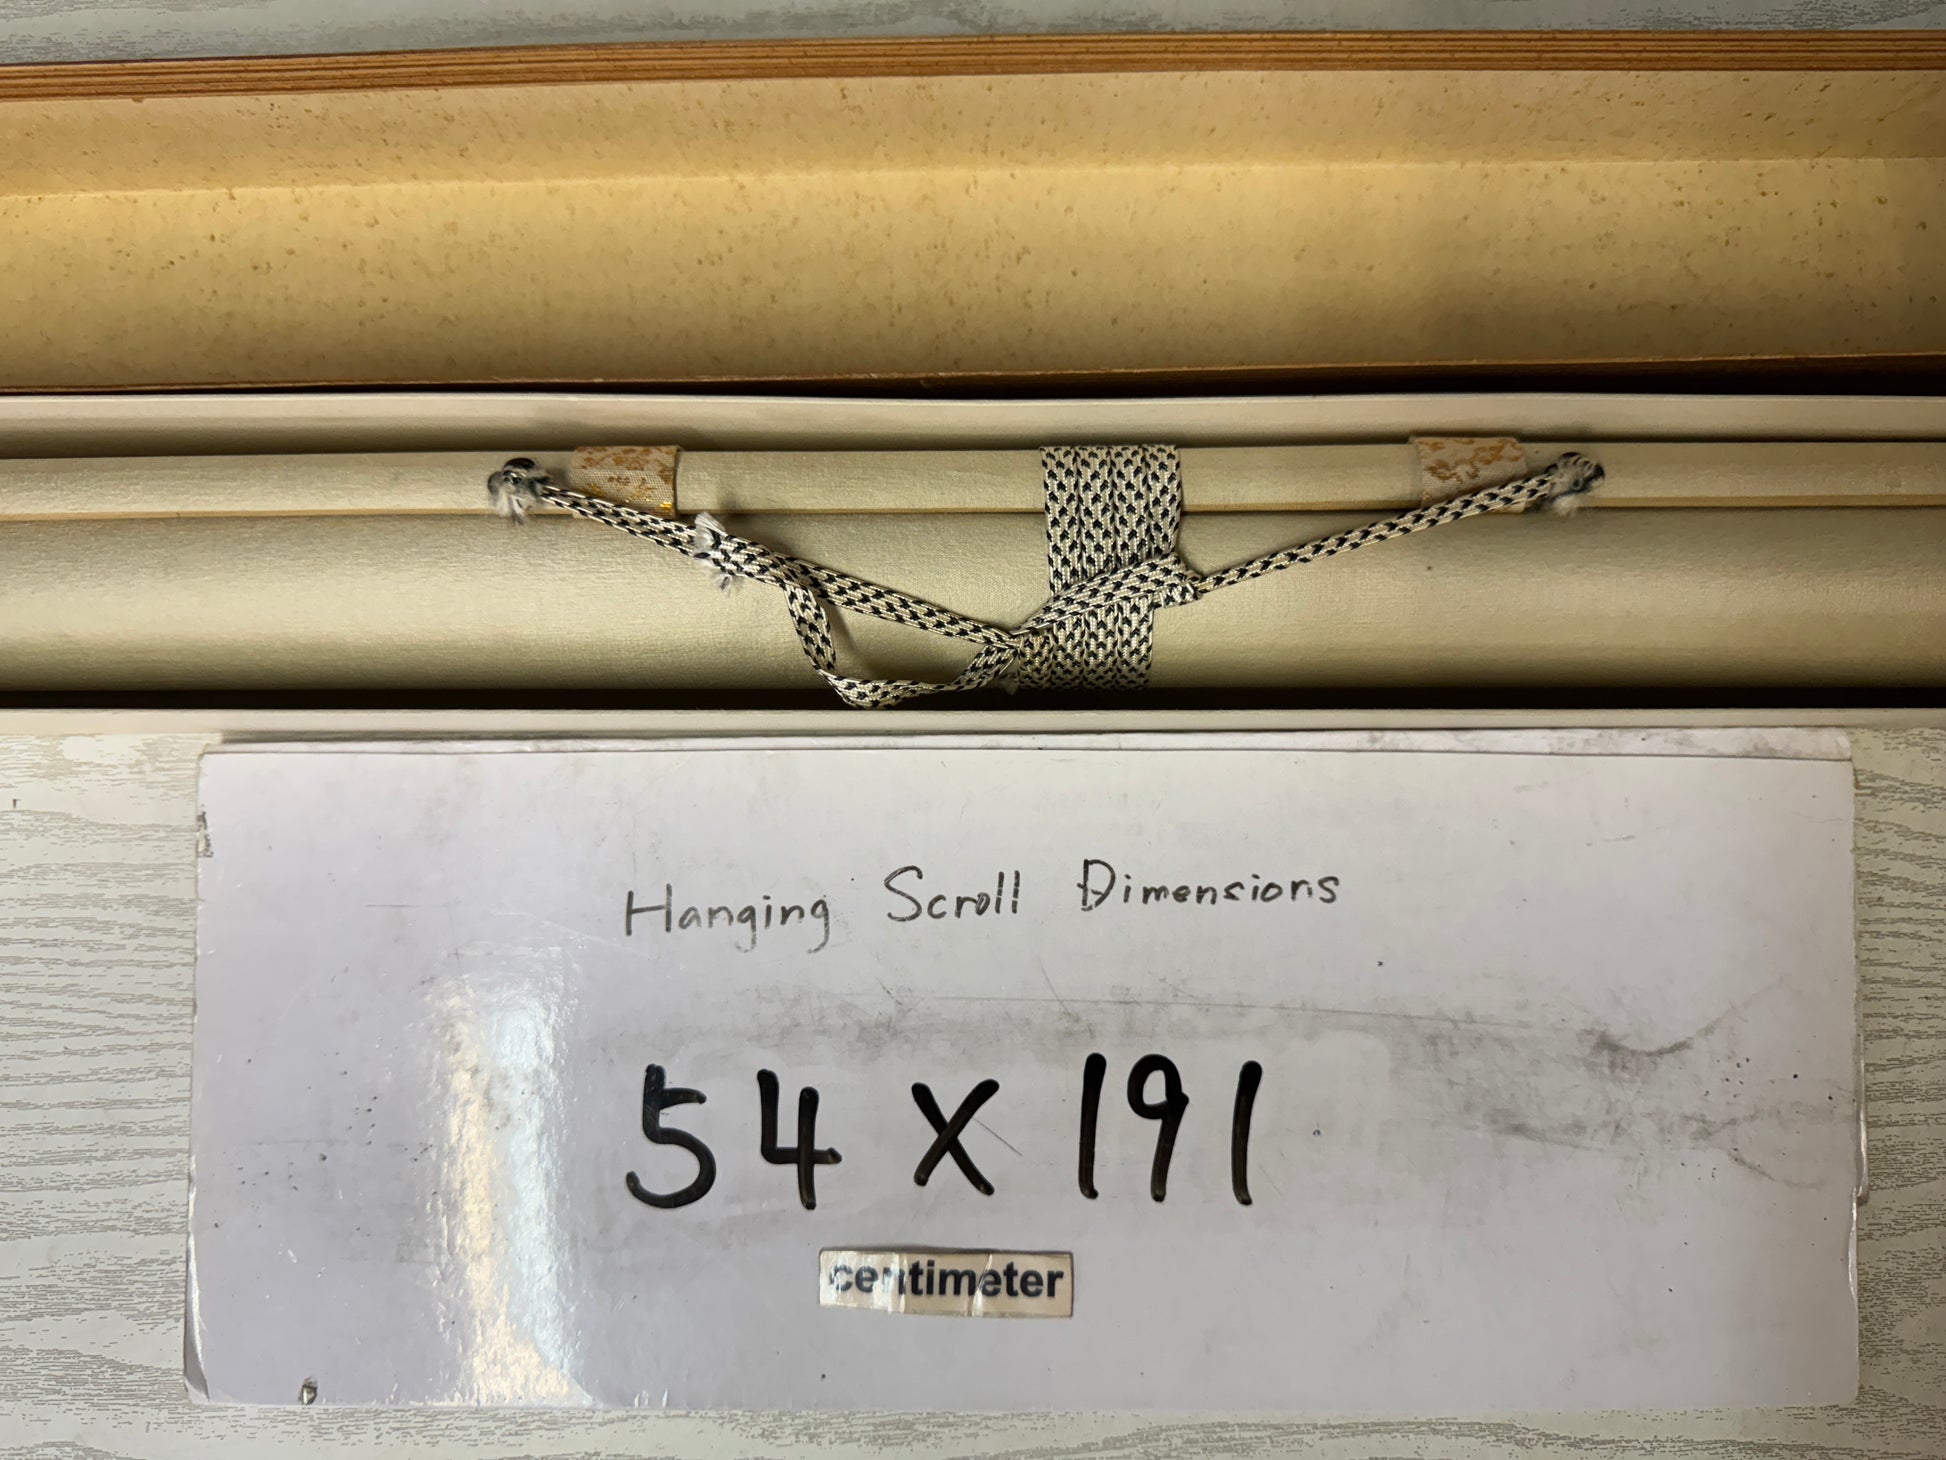 Hanging Scroll Dimensions
54 X 191
centimeter